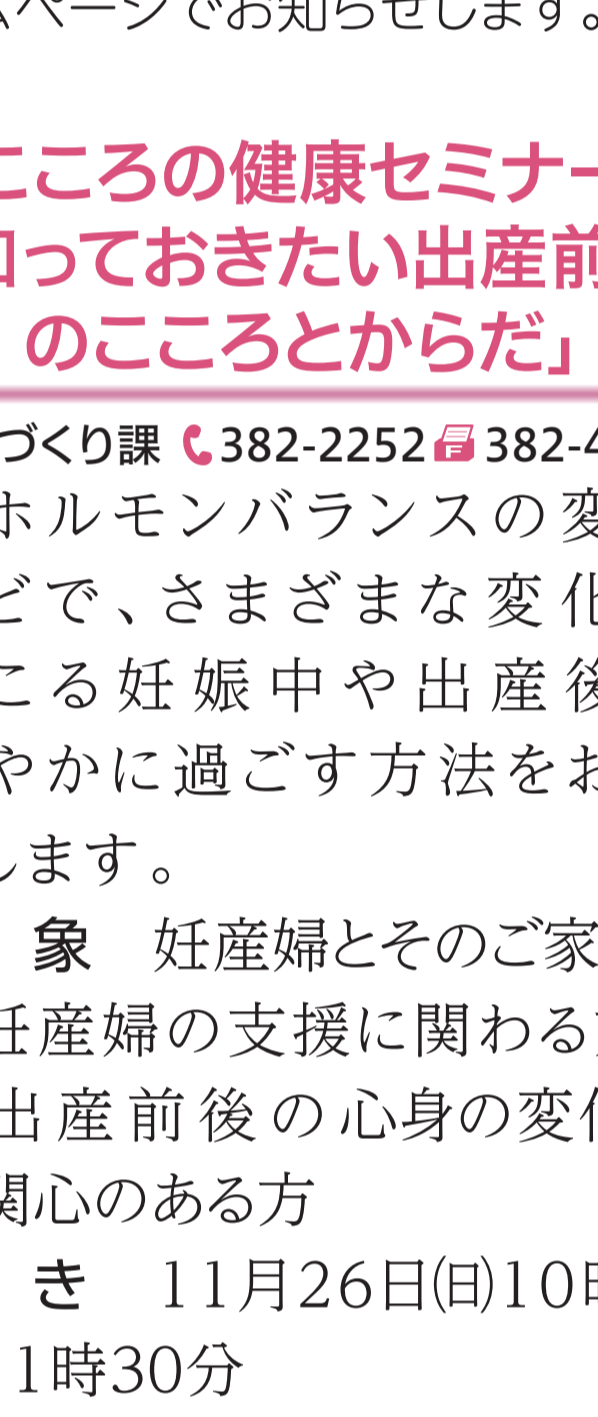 ムページでお知らせします。
こころの健康セミナー
知っておきたい出産前
のこころとからだ」
づくり課 382-2252 382-4
ホルモンバランスの変
どで、さまざまな変化
こる妊娠中や出産後
やかに過ごす方法をお
します。
象 妊産婦とそのご家
妊産婦の支援に関わる
出産前後の心身の変化
関心のある方
き 11月26日(日)10時
11時30分